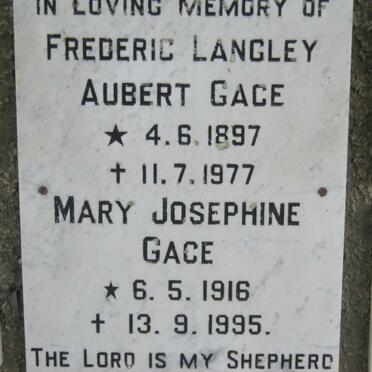 IN LOVING MEMORY OF
FREDERIC LANGLEY
AUBERT GACE
★ 4.6.1897
† 11.7.1977
MARY JOSEPHINE
GACE
★ 6.5.1916
† 13.9.1995.
THE LORD IS MY SHEPHERD